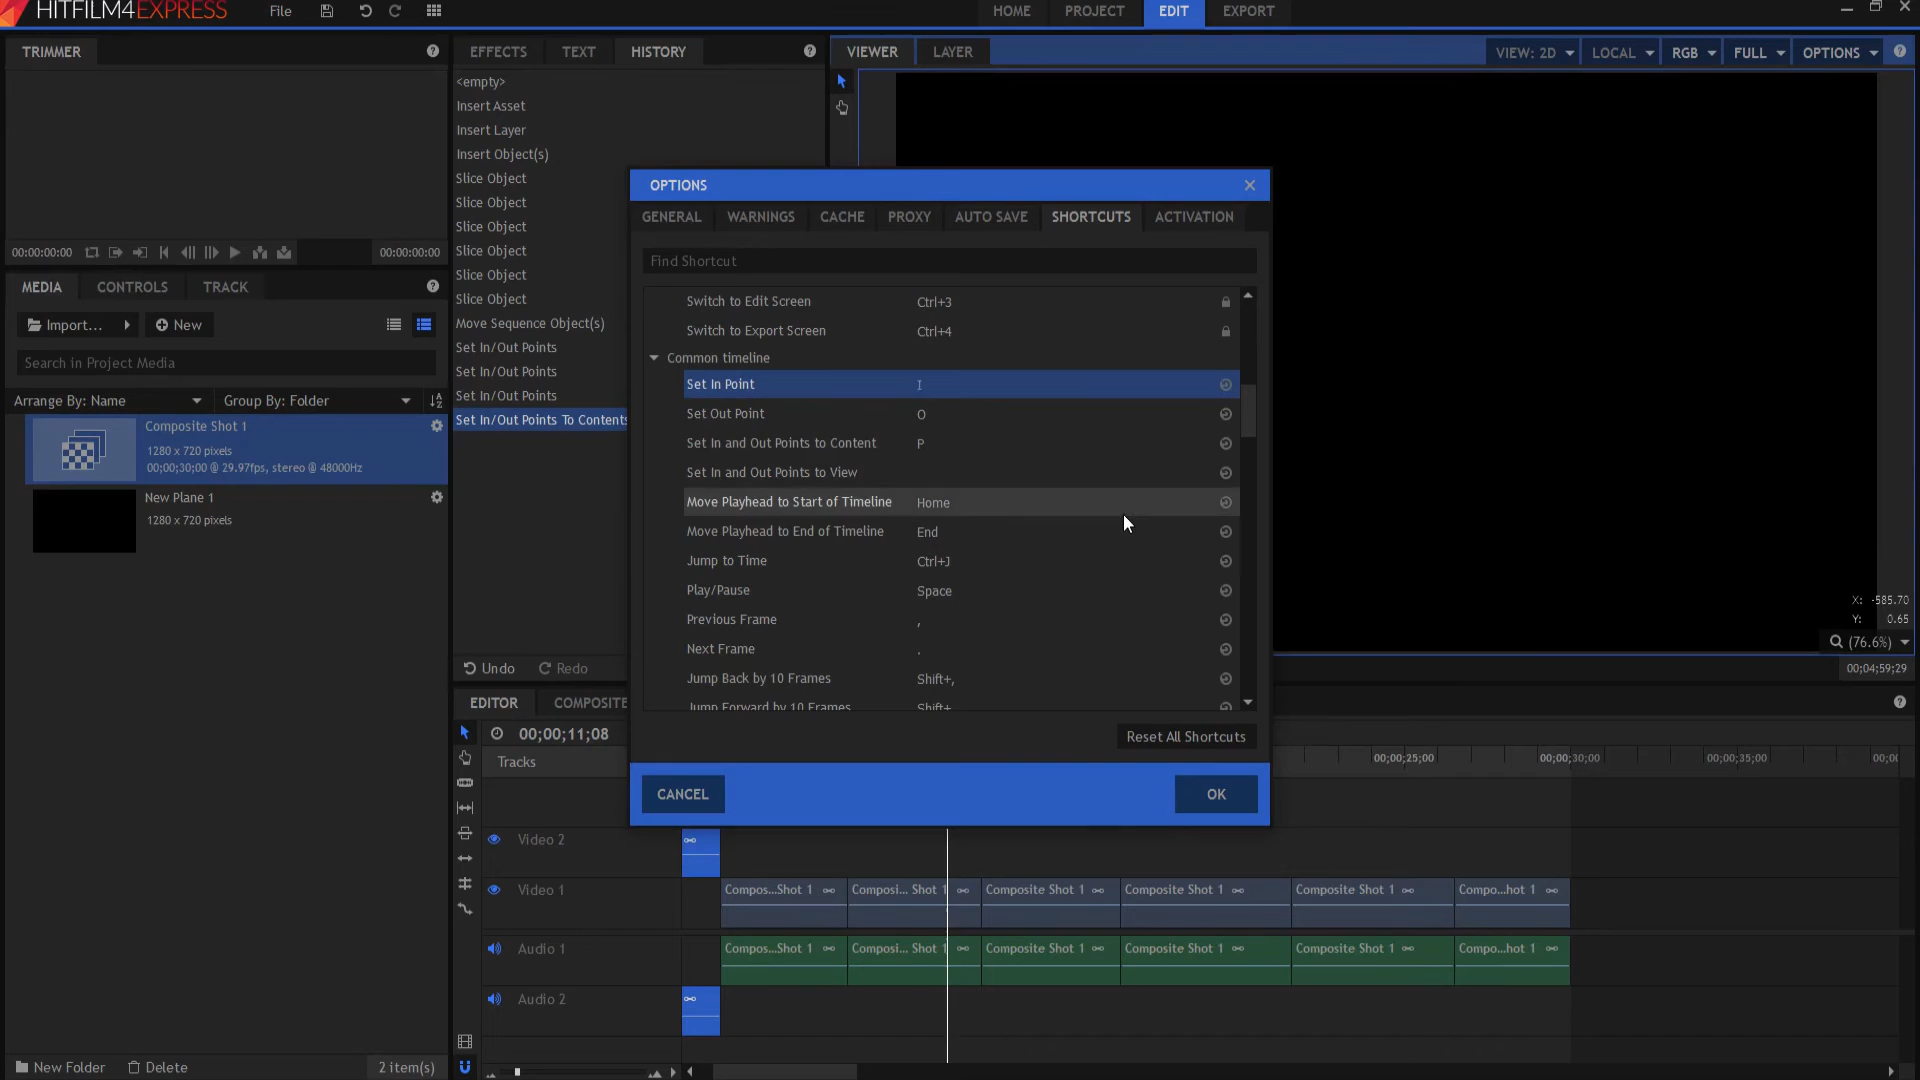 HITFILM4EXPRESS
File
HOME
PROJECT
EDIT
EXPORT
TRIMMER
EFFECTS
TEXT
HISTORY
VIEWER
LAYER
VIEW: 2D
LOCAL
RGB
FULL
OPTIONS
<empty>
Insert Asset
Insert Layer
Insert Object(s)
Slice Object
Slice Object
Slice Object
Slice Object
Slice Object
Slice Object
Move Sequence Object(s)
Set In/Out Points
Set In/Out Points
Set In/Out Points
Set In/Out Points To Contents
Undo
Redo
00:00:00:00
00:00:00:00
MEDIA
CONTROLS
TRACK
Import...
New
Search in Project Media
Arrange By: Name
Group By: Folder
Composite Shot 1
1280 x 720 pixels
00;00;30;00 @ 29.97fps, stereo @ 48000Hz
New Plane 1
1280 x 720 pixels
New Folder
Delete
2 item(s)
OPTIONS
GENERAL
WARNINGS
CACHE
PROXY
AUTO SAVE
SHORTCUTS
ACTIVATION
Find Shortcut
Switch to Edit Screen Ctrl+3
Switch to Export Screen Ctrl+4
Common timeline
Set In Point I
Set Out Point O
Set In and Out Points to Content P
Set In and Out Points to View
Move Playhead to Start of Timeline Home
Move Playhead to End of Timeline End
Jump to Time Ctrl+J
Play/Pause Space
Previous Frame ,
Next Frame .
Jump Back by 10 Frames Shift+,
Jump Forward by 10 Frames Shift+.
Reset All Shortcuts
CANCEL
OK
X: -585.70
Y: 0.65
(76.6%)
00;04;59;29
EDITOR
COMPOSITE
00;00;11;08
Tracks
00;00;25;00
00;00;30;00
00;00;35;00
Video 2
Video 1
Compos...Shot 1
Composi... Shot 1
Composite Shot 1
Composite Shot 1
Composite Shot 1
Compo...hot 1
Audio 1
Compos...Shot 1
Composi... Shot 1
Composite Shot 1
Composite Shot 1
Composite Shot 1
Compo...hot 1
Audio 2